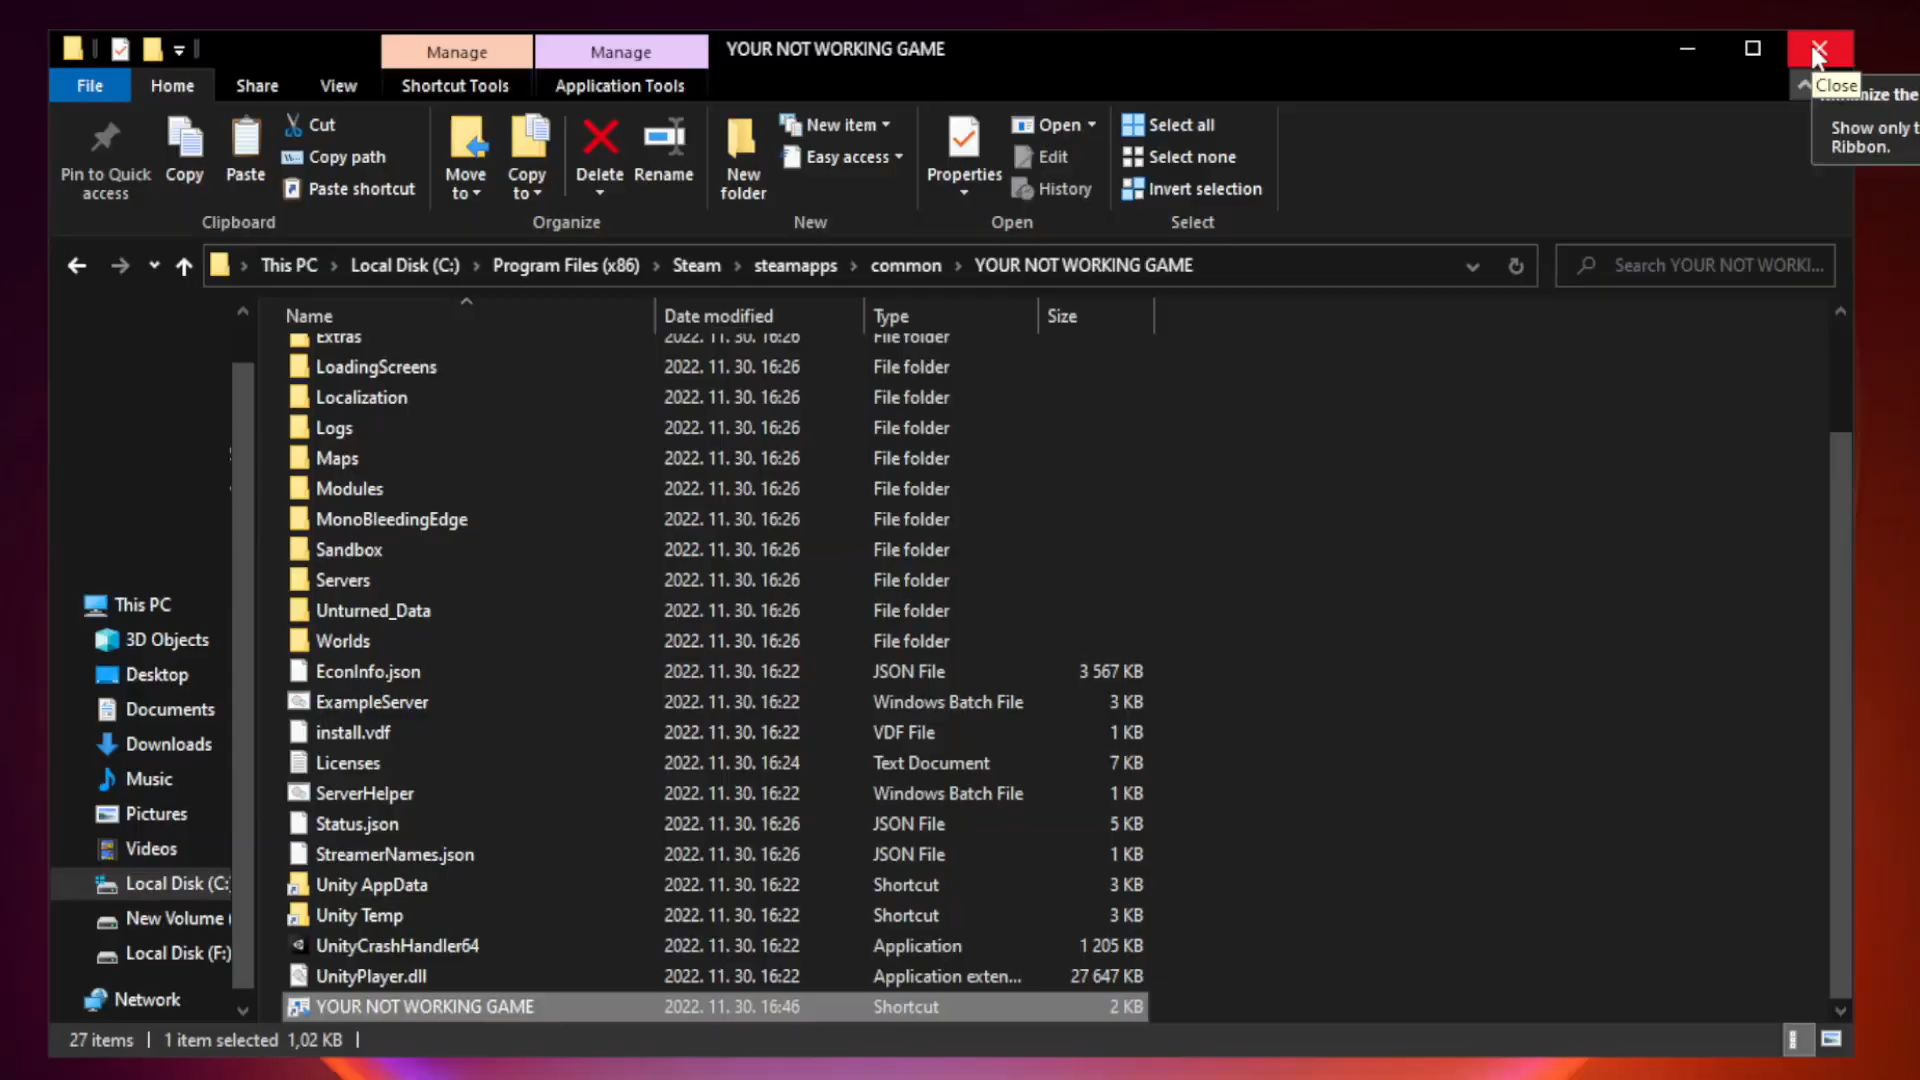 Manage
Manage
YOUR NOT WORKING GAME
File
Home
Share
View
Shortcut Tools
Application Tools
Close
the
Show only
Ribbon.
Pin to Quick access
Copy
Paste
Cut
Copy path
Paste shortcut
Move to
Copy to
Delete
Rename
New folder
New item
Easy access
Properties
Open
Edit
History
Select all
Select none
Invert selection
Clipboard
Organize
New
Open
Select
This PC > Local Disk (C:) > Program Files (x86) > Steam > steamapps > common > YOUR NOT WORKING GAME
Search YOUR NOT WORKI...
Name Date modified Type Size
Extras 2022. 11. 30. 16:26 File folder
LoadingScreens 2022. 11. 30. 16:26 File folder
Localization 2022. 11. 30. 16:26 File folder
Logs 2022. 11. 30. 16:26 File folder
Maps 2022. 11. 30. 16:26 File folder
Modules 2022. 11. 30. 16:26 File folder
MonoBleedingEdge 2022. 11. 30. 16:26 File folder
Sandbox 2022. 11. 30. 16:26 File folder
Servers 2022. 11. 30. 16:26 File folder
Unturned_Data 2022. 11. 30. 16:26 File folder
Worlds 2022. 11. 30. 16:26 File folder
EconInfo.json 2022. 11. 30. 16:22 JSON File 3 567 KB
ExampleServer 2022. 11. 30. 16:22 Windows Batch File 3 KB
install.vdf 2022. 11. 30. 16:22 VDF File 1 KB
Licenses 2022. 11. 30. 16:24 Text Document 7 KB
ServerHelper 2022. 11. 30. 16:22 Windows Batch File 1 KB
Status.json 2022. 11. 30. 16:26 JSON File 5 KB
StreamerNames.json 2022. 11. 30. 16:26 JSON File 1 KB
Unity AppData 2022. 11. 30. 16:22 Shortcut 3 KB
Unity Temp 2022. 11. 30. 16:22 Shortcut 3 KB
UnityCrashHandler64 2022. 11. 30. 16:22 Application 1 205 KB
UnityPlayer.dll 2022. 11. 30. 16:22 Application exten... 27 647 KB
YOUR NOT WORKING GAME 2022. 11. 30. 16:46 Shortcut 2 KB
This PC
3D Objects
Desktop
Documents
Downloads
Music
Pictures
Videos
Local Disk (C:
New Volume (
Local Disk (F:)
Network
27 items | 1 item selected 1,02 KB |